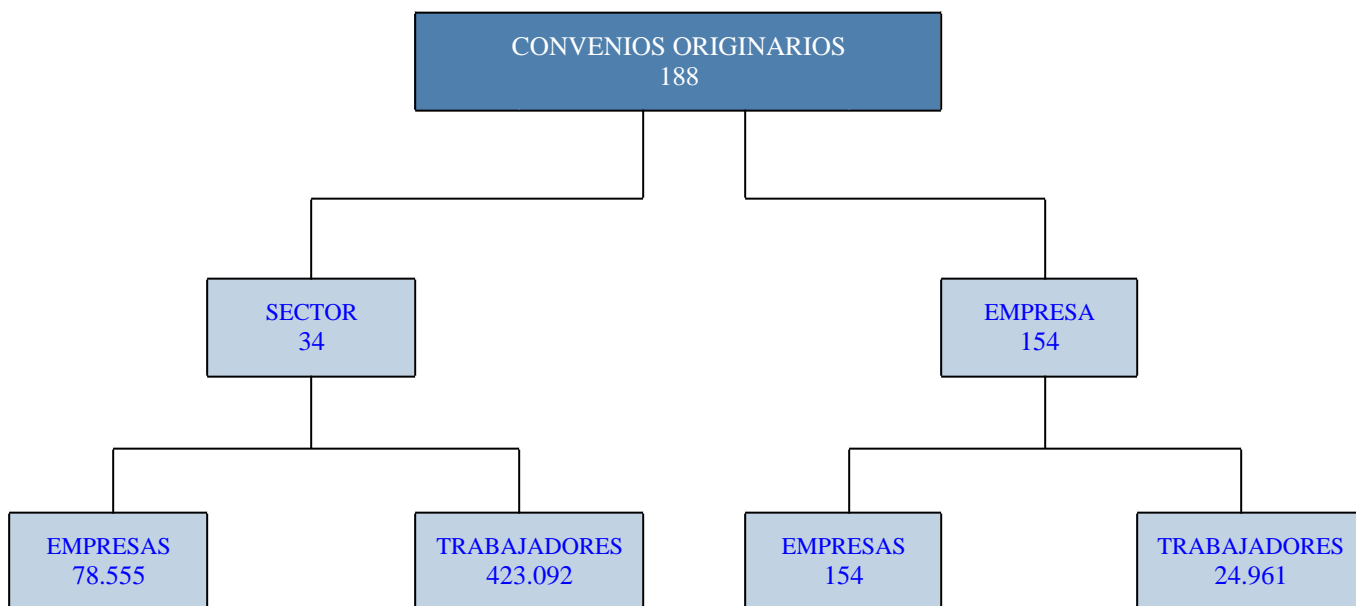 CONVENIOS ORIGINARIOS
188
SECTOR
34
EMPRESA
154
EMPRESAS
78.555
TRABAJADORES
423.092
EMPRESAS
154
TRABAJADORES
24.961